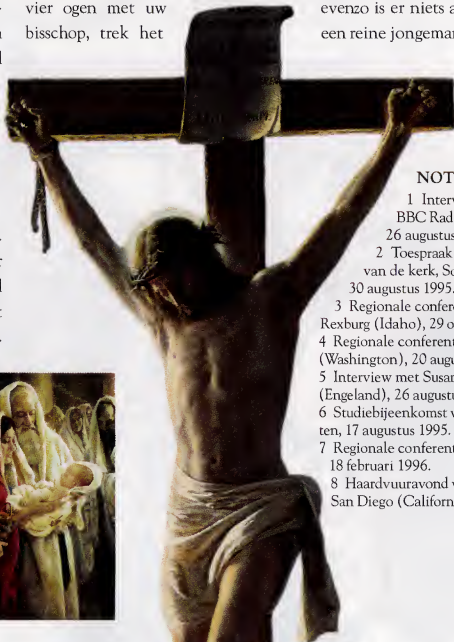 vier ogen met uw
bisschop, trek het
evenzo is er niets a
een reine jongema
NOT
1 Interv
BBC Rad
26 augustus
2 Toespraak
van de kerk, So
30 augustus 1995.
3 Regionale confere
Rexburg (Idaho), 29 o
4 Regionale conferent
(Washington), 20 augu
5 Interview met Susan
(Engeland), 26 augustu
6 Studiebijeenkomst v
ten, 17 augustus 1995.
7 Regionale conferent
18 februari 1996.
8 Haardvuuravond v
San Diego (Californ